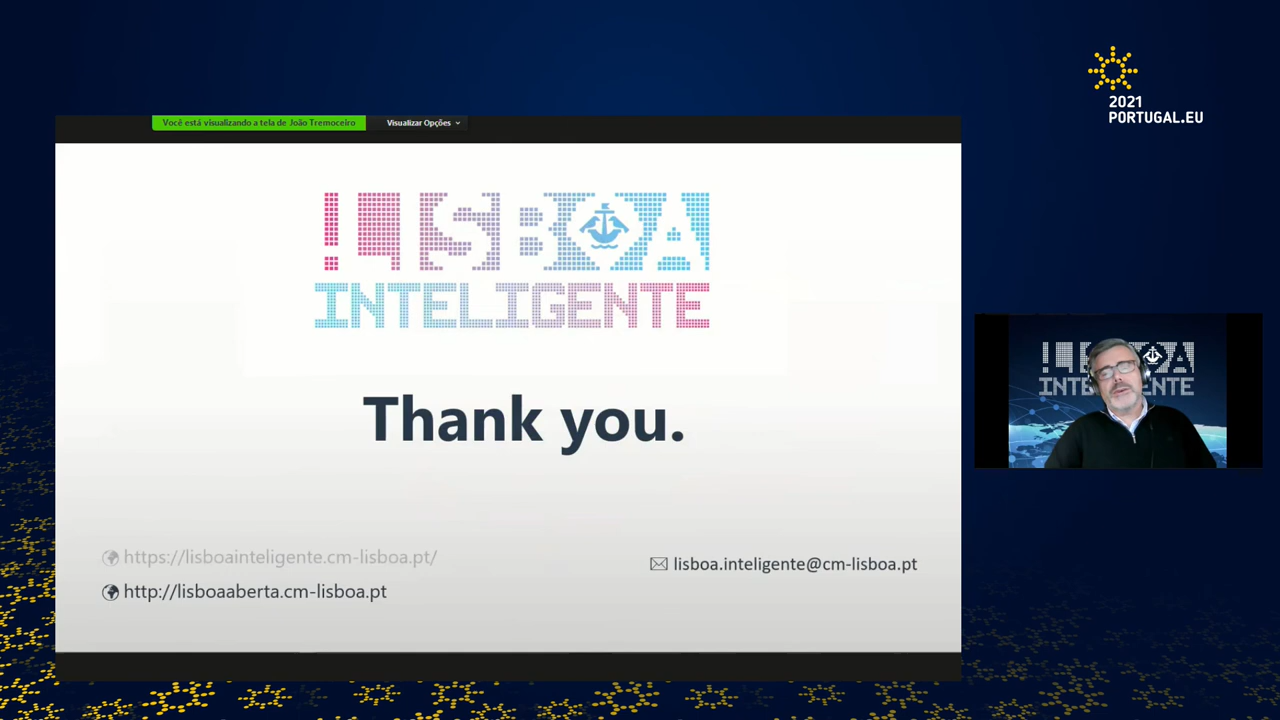 2021
PORTUGAL.EU
Você está visualizando a tela de João Tremoceiro
Visualizar Opções
L!SBOA
INTELIGENTE
Thank you.
https://lisboainteligente.cm-lisboa.pt/
http://lisboaaberta.cm-lisboa.pt
lisboa.inteligente@cm-lisboa.pt